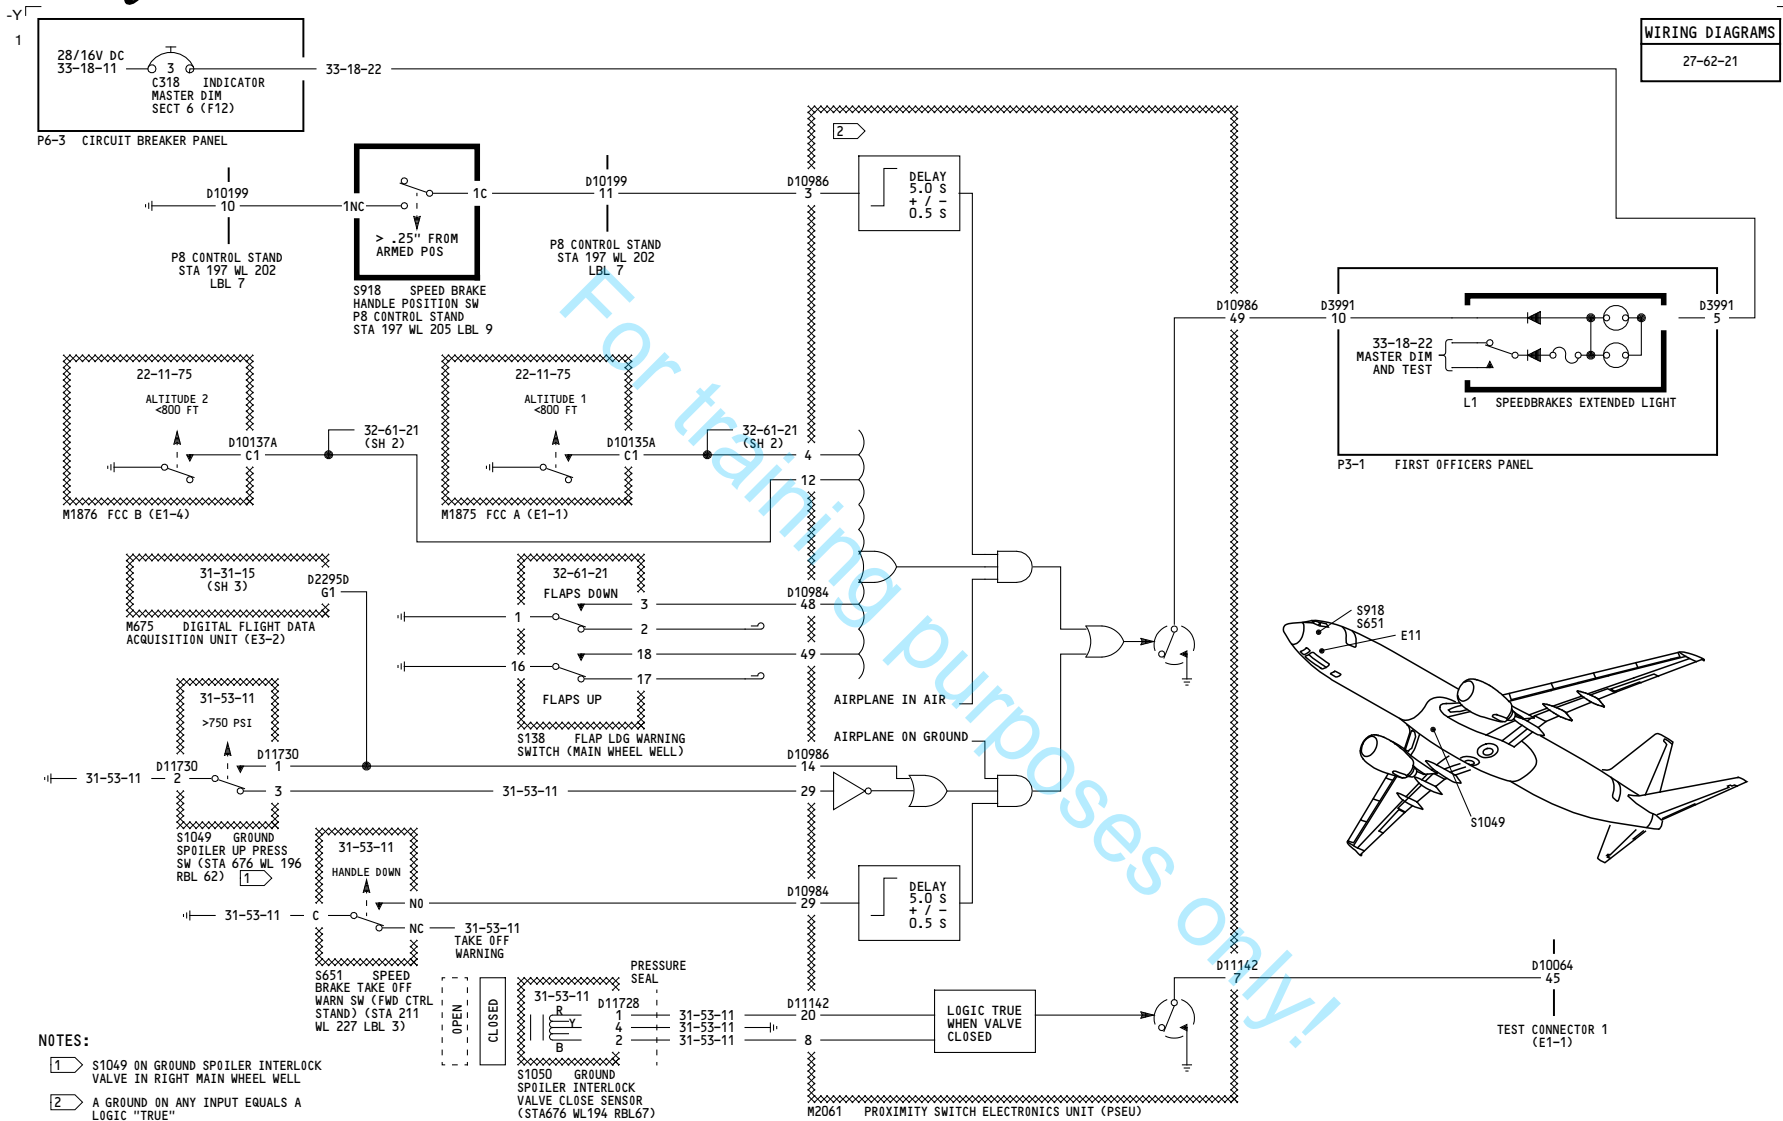 -Y
1
WIRING DIAGRAMS
27-62-21
28/16V DC
33-18-11
3
C318 INDICATOR
MASTER DIM
SECT 6 (F12)
33-18-22
P6-3 CIRCUIT BREAKER PANEL
D10199
10
P8 CONTROL STAND
STA 197 WL 202
LBL 7
1NC
1C
> .25" FROM
ARMED POS
S918 SPEED BRAKE
HANDLE POSITION SW
P8 CONTROL STAND
STA 197 WL 205 LBL 9
D10199
11
P8 CONTROL STAND
STA 197 WL 202
LBL 7
2
D10986
3
DELAY
5.0 S
+ / -
0.5 S
D10986
49
D3991
10
D3991
5
33-18-22
MASTER DIM
AND TEST
L1 SPEEDBRAKES EXTENDED LIGHT
P3-1 FIRST OFFICERS PANEL
22-11-75
ALTITUDE 2
<800 FT
D10137A
C1
32-61-21
(SH 2)
M1876 FCC B (E1-4)
22-11-75
ALTITUDE 1
<800 FT
D10135A
C1
32-61-21
(SH 2)
M1875 FCC A (E1-1)
4
12
31-31-15
(SH 3)
D2295D
G1
M675 DIGITAL FLIGHT DATA
ACQUISITION UNIT (E3-2)
32-61-21
FLAPS DOWN
1
3
2
16
18
17
FLAPS UP
S138 FLAP LDG WARNING
SWITCH (MAIN WHEEL WELL)
D10984
48
49
AIRPLANE IN AIR
AIRPLANE ON GROUND
31-53-11
>750 PSI
31-53-11
D11730
2
D11730
1
3
31-53-11
D10986
14
29
S1049 GROUND
SPOILER UP PRESS
SW (STA 676 WL 196
RBL 62)
1
31-53-11
HANDLE DOWN
31-53-11
C
NO
NC
31-53-11
TAKE OFF
WARNING
S651 SPEED
BRAKE TAKE OFF
WARN SW (FWD CTRL
STAND) (STA 211
WL 227 LBL 3)
D10984
29
DELAY
5.0 S
+ / -
0.5 S
OPEN
CLOSED
31-53-11
R
Y
B
D11728
1
4
2
PRESSURE
SEAL
31-53-11
31-53-11
31-53-11
D11142
20
8
S1050 GROUND
SPOILER INTERLOCK
VALVE CLOSE SENSOR
(STA676 WL194 RBL67)
LOGIC TRUE
WHEN VALVE
CLOSED
D11142
7
D10064
45
TEST CONNECTOR 1
(E1-1)
M2061 PROXIMITY SWITCH ELECTRONICS UNIT (PSEU)
S918
S651
E11
S1049
NOTES:
1 S1049 ON GROUND SPOILER INTERLOCK
VALVE IN RIGHT MAIN WHEEL WELL
2 A GROUND ON ANY INPUT EQUALS A
LOGIC "TRUE"
For training purposes only!